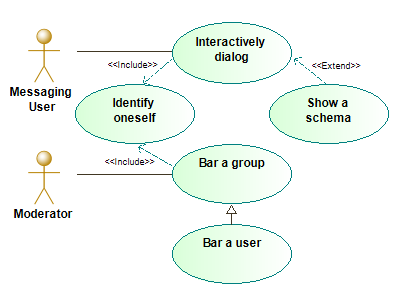 Interactively
dialog
<<Include>>
<<Extend>>
Messaging
User
Identify
oneself
Show a
schema
<<Include>>
Bar a group
Moderator
Bar a user